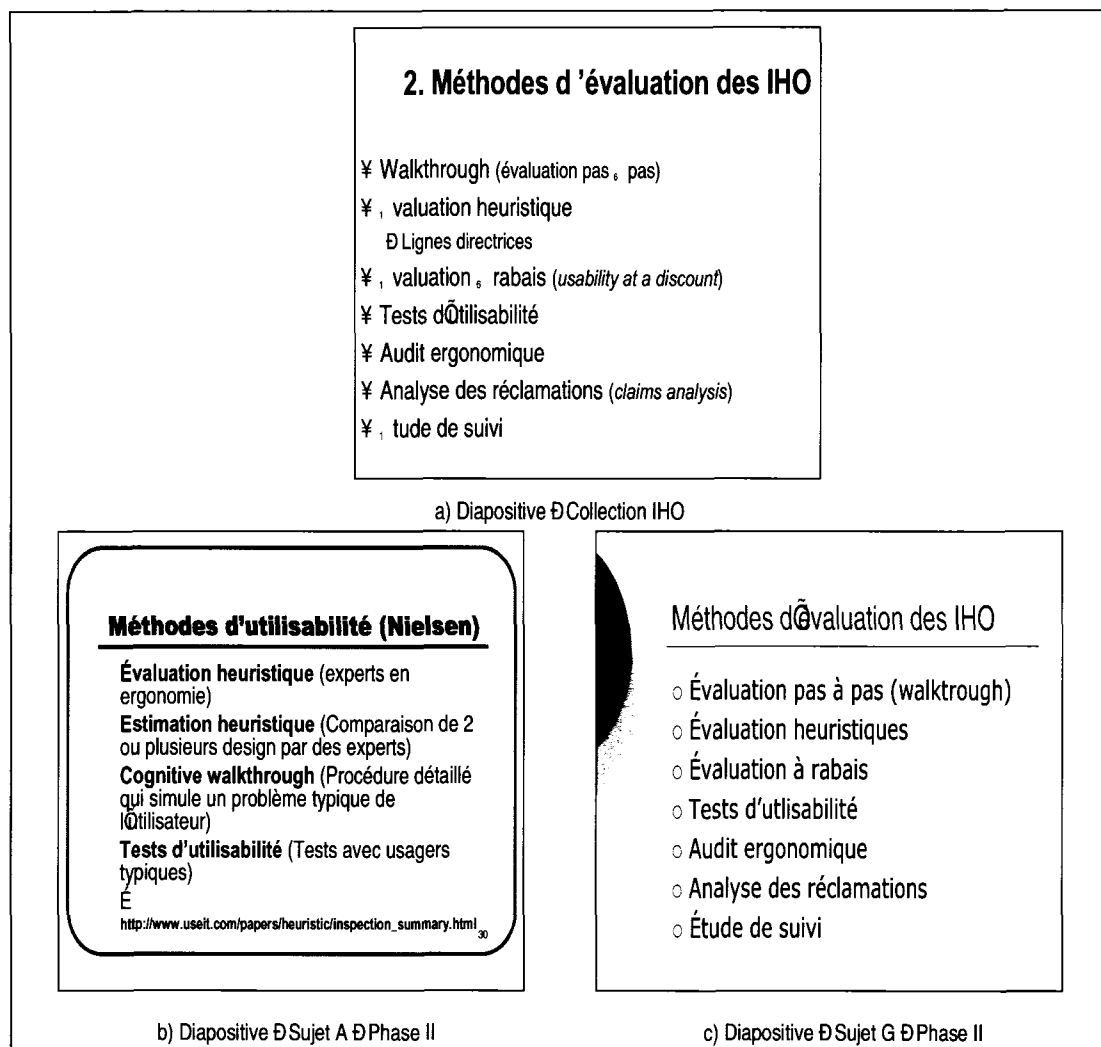 2. Méthodes d ’évaluation des IHO
¥ Walkthrough (évaluation pas ₆ pas)
¥ ₁ valuation heuristique
Ð Lignes directrices
¥ ₁ valuation ₆ rabais (usability at a discount)
¥ Tests dÕtilisabilité
¥ Audit ergonomique
¥ Analyse des réclamations (claims analysis)
¥ ₁ tude de suivi
a) Diapositive Ð Collection IHO
Méthodes d'utilisabilité (Nielsen)
Évaluation heuristique (experts en
ergonomie)
Estimation heuristique (Comparaison de 2
ou plusieurs design par des experts)
Cognitive walkthrough (Procédure détaillé
qui simule un problème typique de
lÕtilisateur)
Tests d'utilisabilité (Tests avec usagers
typiques)
É
http://www.useit.com/papers/heuristic/inspection_summary.html
30
b) Diapositive Ð Sujet A Ð Phase II
Méthodes dÕévaluation des IHO
○ Évaluation pas à pas (walktrough)
○ Évaluation heuristiques
○ Évaluation à rabais
○ Tests d'utlisabilité
○ Audit ergonomique
○ Analyse des réclamations
○ Étude de suivi
c) Diapositive Ð Sujet G Ð Phase II